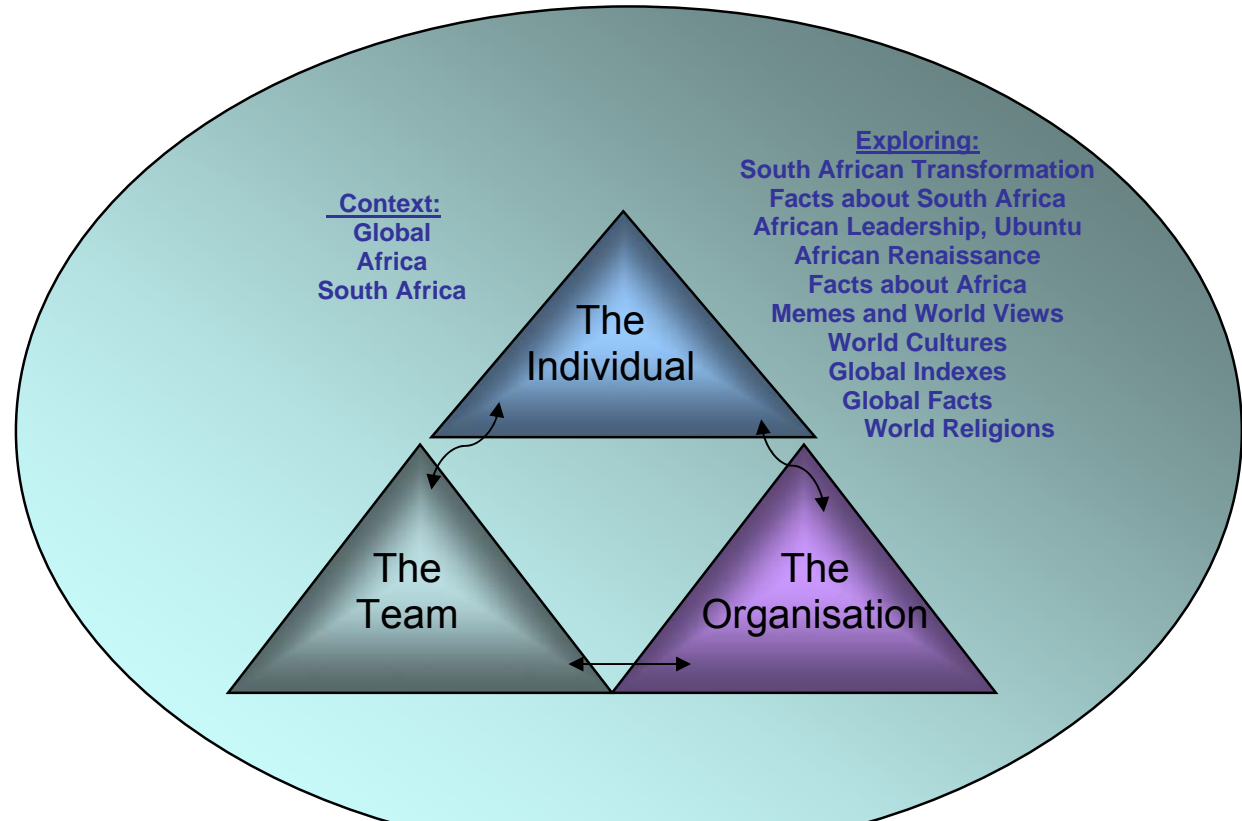 Context:
Global
Africa
South Africa
Exploring:
South African Transformation
Facts about South Africa
African Leadership, Ubuntu
African Renaissance
Facts about Africa
Memes and World Views
World Cultures
Global Indexes
Global Facts
World Religions
The
Individual
The
Team
The
Organisation